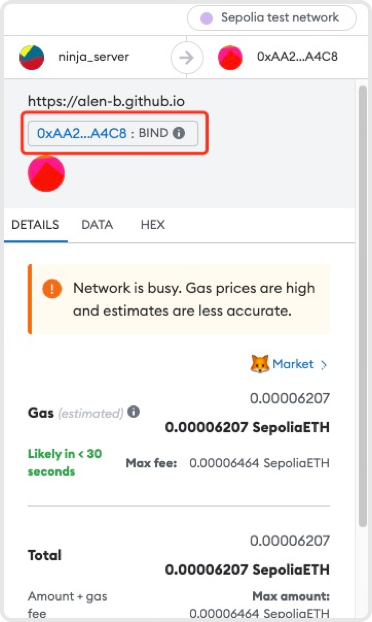 Sepolia test network
ninja_server
0xAA2...A4C8
https://alen-b.github.io
0xAA2...A4C8 : BIND
DETAILS DATA HEX
Network is busy. Gas prices are high
and estimates are less accurate.
Market >
0.00006207
Gas (estimated)
0.00006207 SepoliaETH
Likely in < 30
seconds
Max fee: 0.00006464 SepoliaETH
0.00006207
Total
0.00006207 SepoliaETH
Amount + gas
fee
Max amount:
0.00006464 SepoliaETH